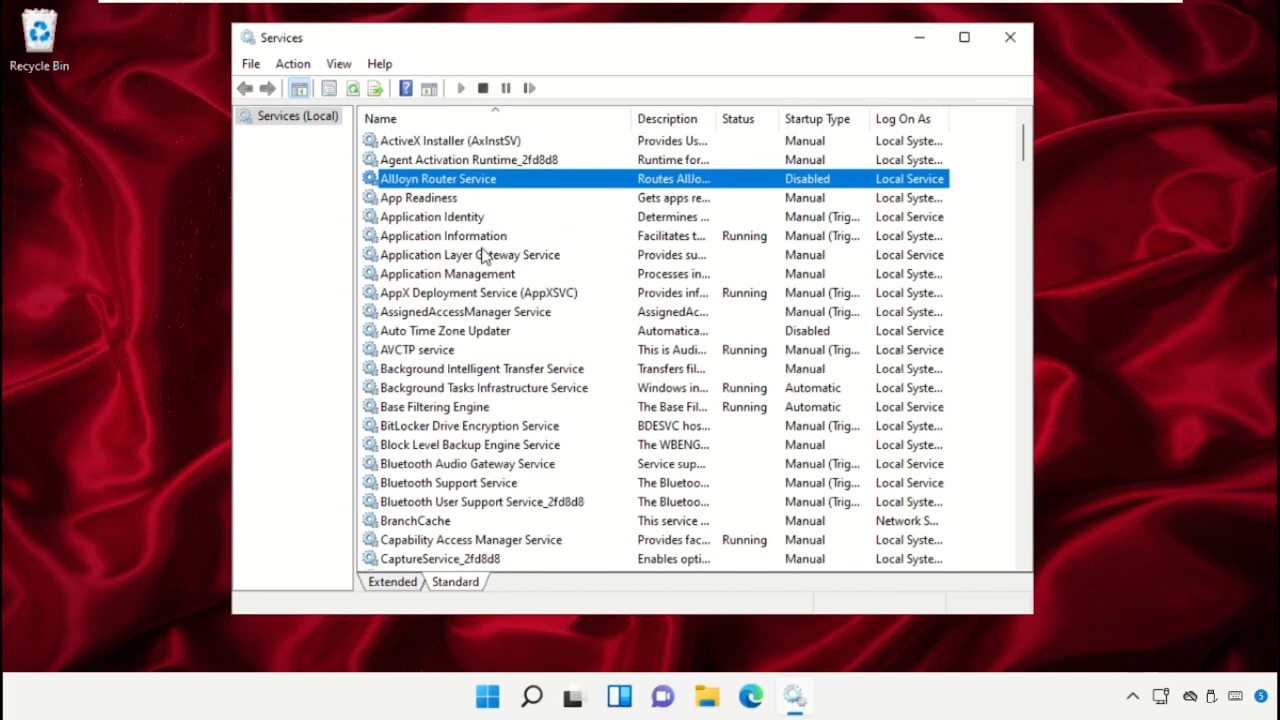 Recycle Bin
Services
File Action View Help
Services (Local)
Name Description Status Startup Type Log On As
ActiveX Installer (AxInstSV) Provides Us... Manual Local Syste...
Agent Activation Runtime_2fd8d8 Runtime for... Manual Local Syste...
AllJoyn Router Service Routes AllJo... Disabled Local Service
App Readiness Gets apps re... Manual Local Syste...
Application Identity Determines ... Manual (Trig... Local Service
Application Information Facilitates t... Running Manual (Trig... Local Syste...
Application Layer Gateway Service Provides su... Manual Local Service
Application Management Processes in... Manual Local Syste...
AppX Deployment Service (AppXSVC) Provides inf... Running Manual (Trig... Local Syste...
AssignedAccessManager Service AssignedAc... Manual (Trig... Local Syste...
Auto Time Zone Updater Automatica... Disabled Local Service
AVCTP service This is Audi... Running Manual (Trig... Local Service
Background Intelligent Transfer Service Transfers fil... Manual Local Syste...
Background Tasks Infrastructure Service Windows in... Running Automatic Local Syste...
Base Filtering Engine The Base Fil... Running Automatic Local Service
BitLocker Drive Encryption Service BDESVC hos... Manual (Trig... Local Syste...
Block Level Backup Engine Service The WBENG... Manual Local Syste...
Bluetooth Audio Gateway Service Service sup... Manual (Trig... Local Service
Bluetooth Support Service The Bluetoo... Manual (Trig... Local Service
Bluetooth User Support Service_2fd8d8 The Bluetoo... Manual (Trig... Local Syste...
BranchCache This service ... Manual Network S...
Capability Access Manager Service Provides fac... Running Manual Local Syste...
CaptureService_2fd8d8 Enables opti... Manual Local Syste...
Extended Standard
5